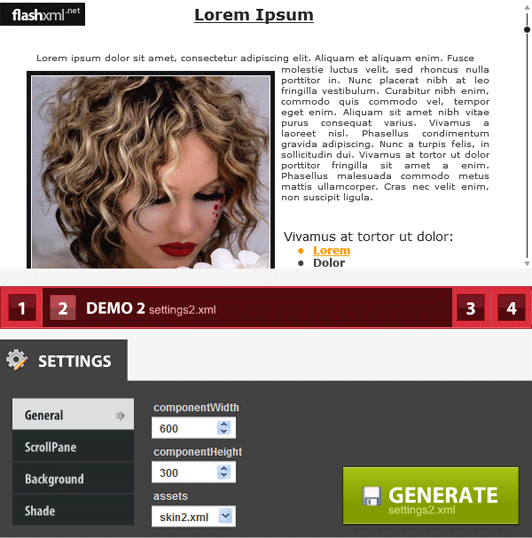 flashxml.net
Lorem Ipsum
Lorem ipsum dolor sit amet, consectetur adipiscing elit. Aliquam et aliquam enim. Fusce
molestie luctus velit, sed rhoncus nulla
porttitor in. Nunc placerat nibh at leo
fringilla vestibulum. Curabitur nibh enim,
commodo quis commodo vel, tempor
eget enim. Aliquam sit amet nibh vitae
purus consequat varius. Vivamus a
laoreet nisl. Phasellus condimentum
gravida adipiscing. Nunc a turpis felis, in
sollicitudin dui. Vivamus at tortor ut dolor
porttitor fringilla sit amet a enim.
Phasellus malesuada commodo metus
mattis ullamcorper. Cras nec velit enim,
non suscipit ligula.
Vivamus at tortor ut dolor:
Lorem
Dolor
1 2 DEMO 2 settings2.xml 3 4
SETTINGS
General
ScrollPane
Background
Shade
componentWidth
600
componentHeight
300
assets
skin2.xml
GENERATE
settings2.xml